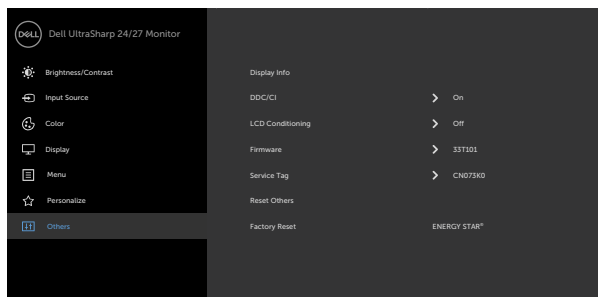 DELL Dell UltraSharp 24/27 Monitor
Brightness/Contrast Display Info
Input Source DDC/CI On
Color LCD Conditioning Off
Display Firmware 33T101
Menu Service Tag CN073K0
Personalize Reset Others
Others Factory Reset ENERGY STAR®